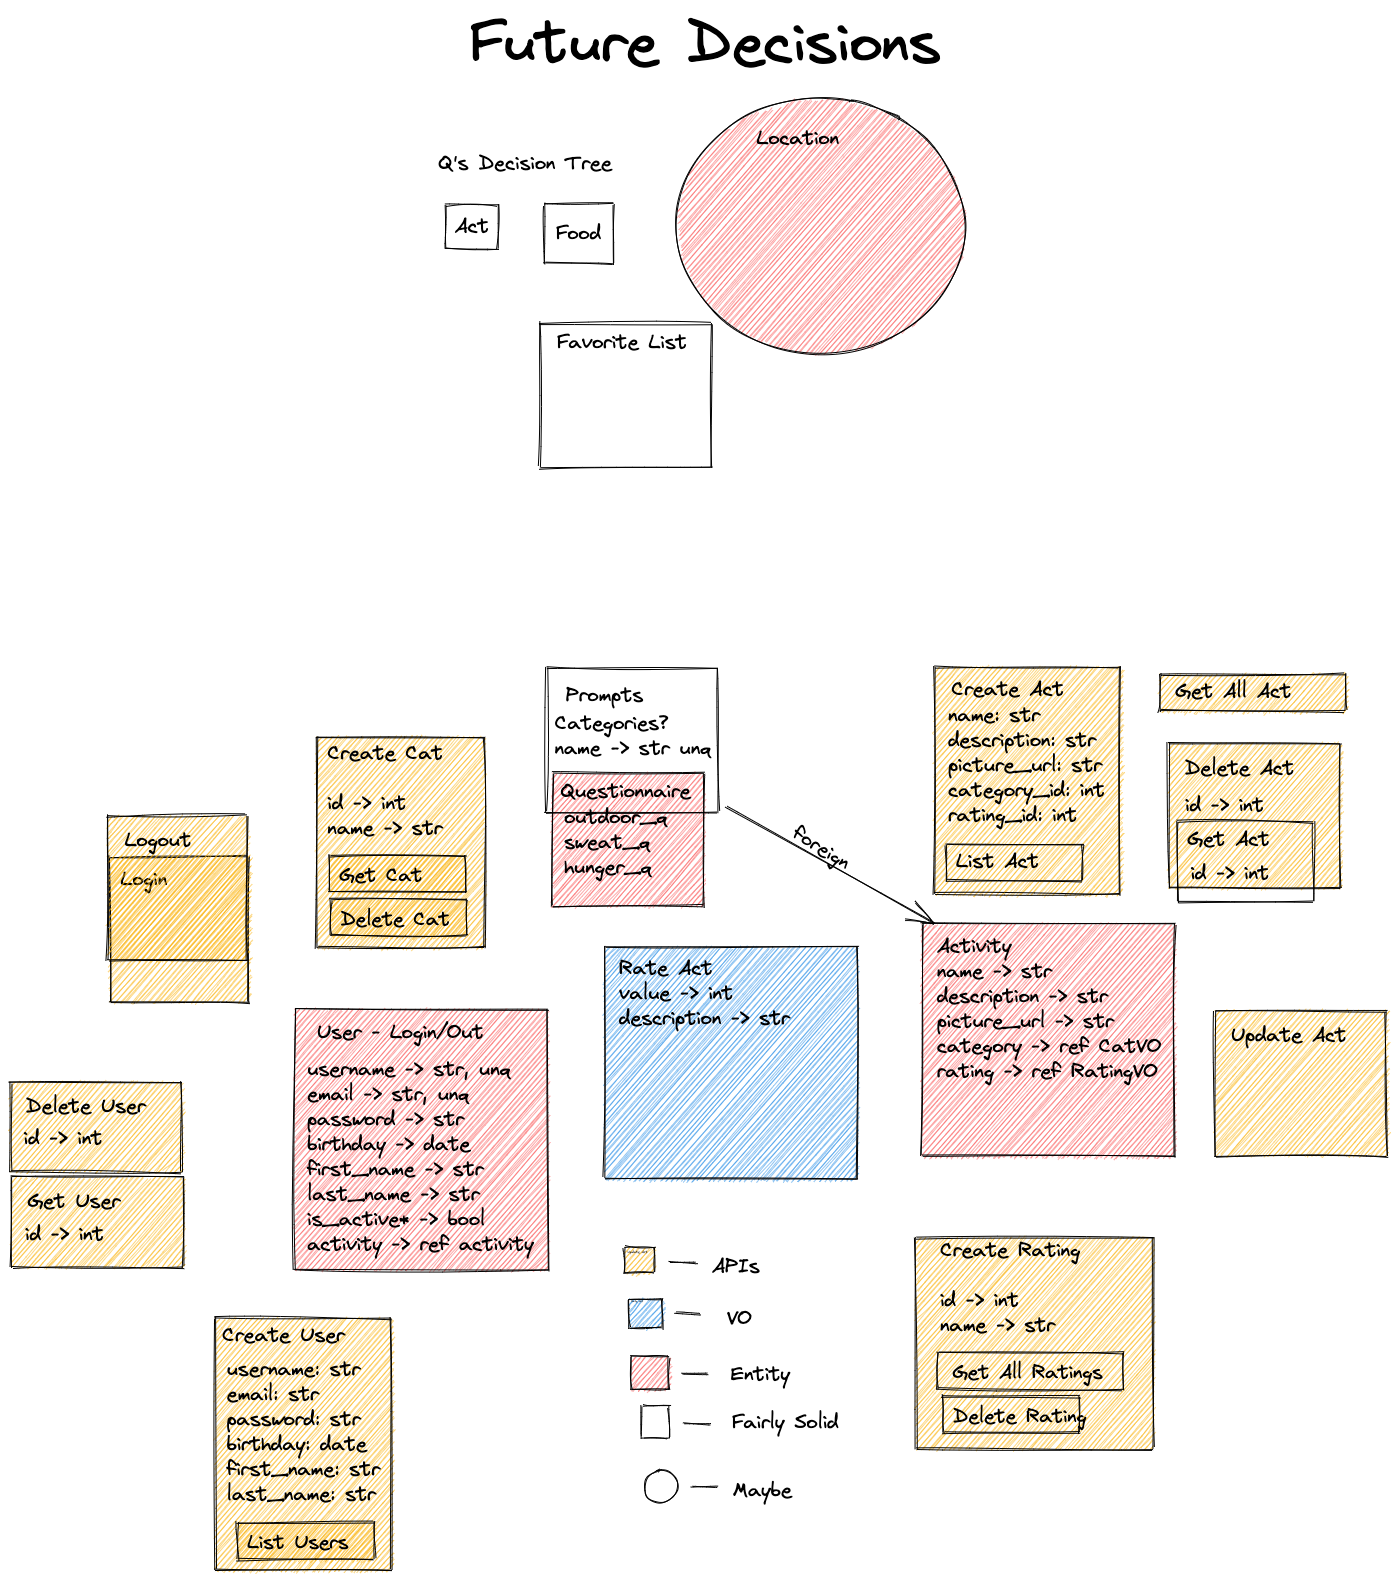 Future Decisions
Location
Q's Decision Tree
Act
Food
Favorite List
Prompts
Categories?
name -> str unq
Questionnaire
outdoor_q
sweat_q
hunger_q
foreign
Create Act
name: str
description: str
picture_url: str
category_id: int
rating_id: int
List Act
Get All Act
Delete Act
id -> int
Get Act
id -> int
Create Cat
id -> int
name -> str
Get Cat
Delete Cat
Logout
Login
Rate Act
value -> int
description -> str
Activity
name -> str
description -> str
picture_url -> str
category -> ref CatVO
rating -> ref RatingVO
Update Act
User - Login/Out
username -> str, unq
email -> str, unq
password -> str
birthday -> date
first_name -> str
last_name -> str
is_active* -> bool
activity -> ref activity
Delete User
id -> int
Get User
id -> int
Create User
username: str
email: str
password: str
birthday: date
first_name: str
last_name: str
List Users
APIs
VO
Entity
Fairly Solid
Maybe
Create Rating
id -> int
name -> str
Get All Ratings
Delete Rating